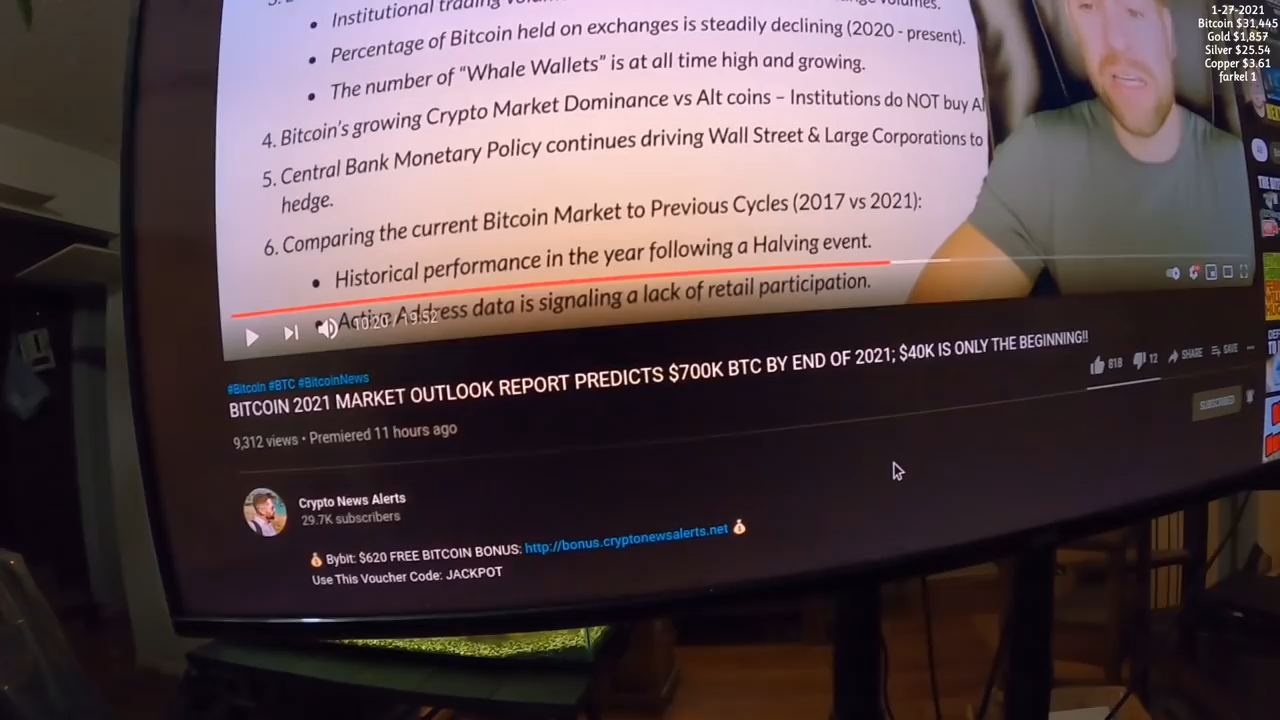 1-27-2021
Bitcoin $31,445
Gold $1,857
Silver $25.54
Copper $3.61
farkel 1
Institutional trading
Percentage of Bitcoin held on exchanges is steadily declining (2020 - present).
The number of “Whale Wallets” is at all time high and growing.
4. Bitcoin's growing Crypto Market Dominance vs Alt coins – Institutions do NOT buy
5. Central Bank Monetary Policy continues driving Wall Street & Large Corporations to
hedge.
6. Comparing the current Bitcoin Market to Previous Cycles (2017 vs 2021):
Historical performance in the year following a Halving event.
Active Address data is signaling a lack of retail participation.
10:20 / 19:52
#Bitcoin #BTC #BitcoinNews
BITCOIN 2021 MARKET OUTLOOK REPORT PREDICTS $700K BTC BY END OF 2021; $40K IS ONLY THE BEGINNING!!
9,312 views • Premiered 11 hours ago
818 12 SHARE SAVE
SUBSCRIBED
Crypto News Alerts
29.7K subscribers
Bybit: $620 FREE BITCOIN BONUS: http://bonus.cryptonewsalerts.net
Use This Voucher Code: JACKPOT